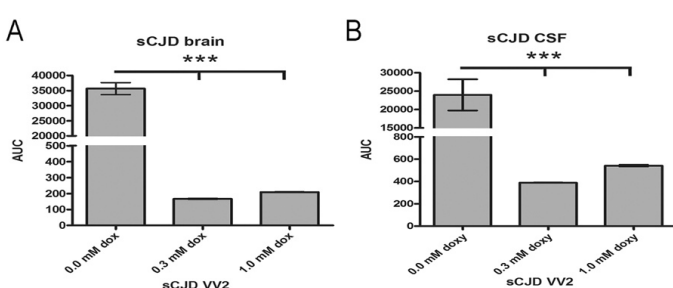 A
sCJD brain
***
40000
35000
30000
25000
20000
500
400
300
200
100
0
AUC
0.0 mM dox
0.3 mM dox
1.0 mM dox
sCJD VV2
B
sCJD CSF
***
30000
25000
20000
15000
800
600
400
200
0
AUC
0.0 mM doxy
0.3 mM doxy
1.0 mM doxy
sCJD VV2